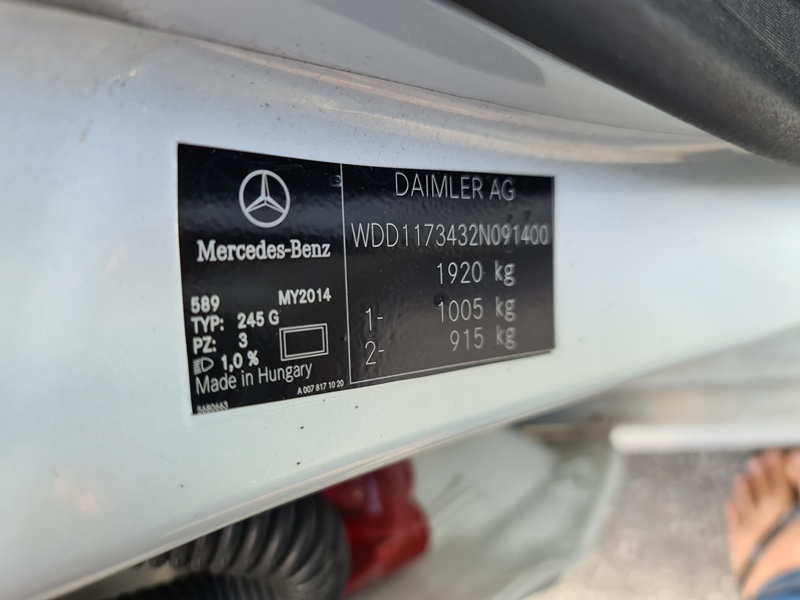 Mercedes-Benz
589 MY2014
TYP: 245 G
PZ: 3
1,0 %
Made in Hungary
A 007 817 10 20
5680663
DAIMLER AG
WDD1173432N091400
1920 kg
1- 1005 kg
2- 915 kg